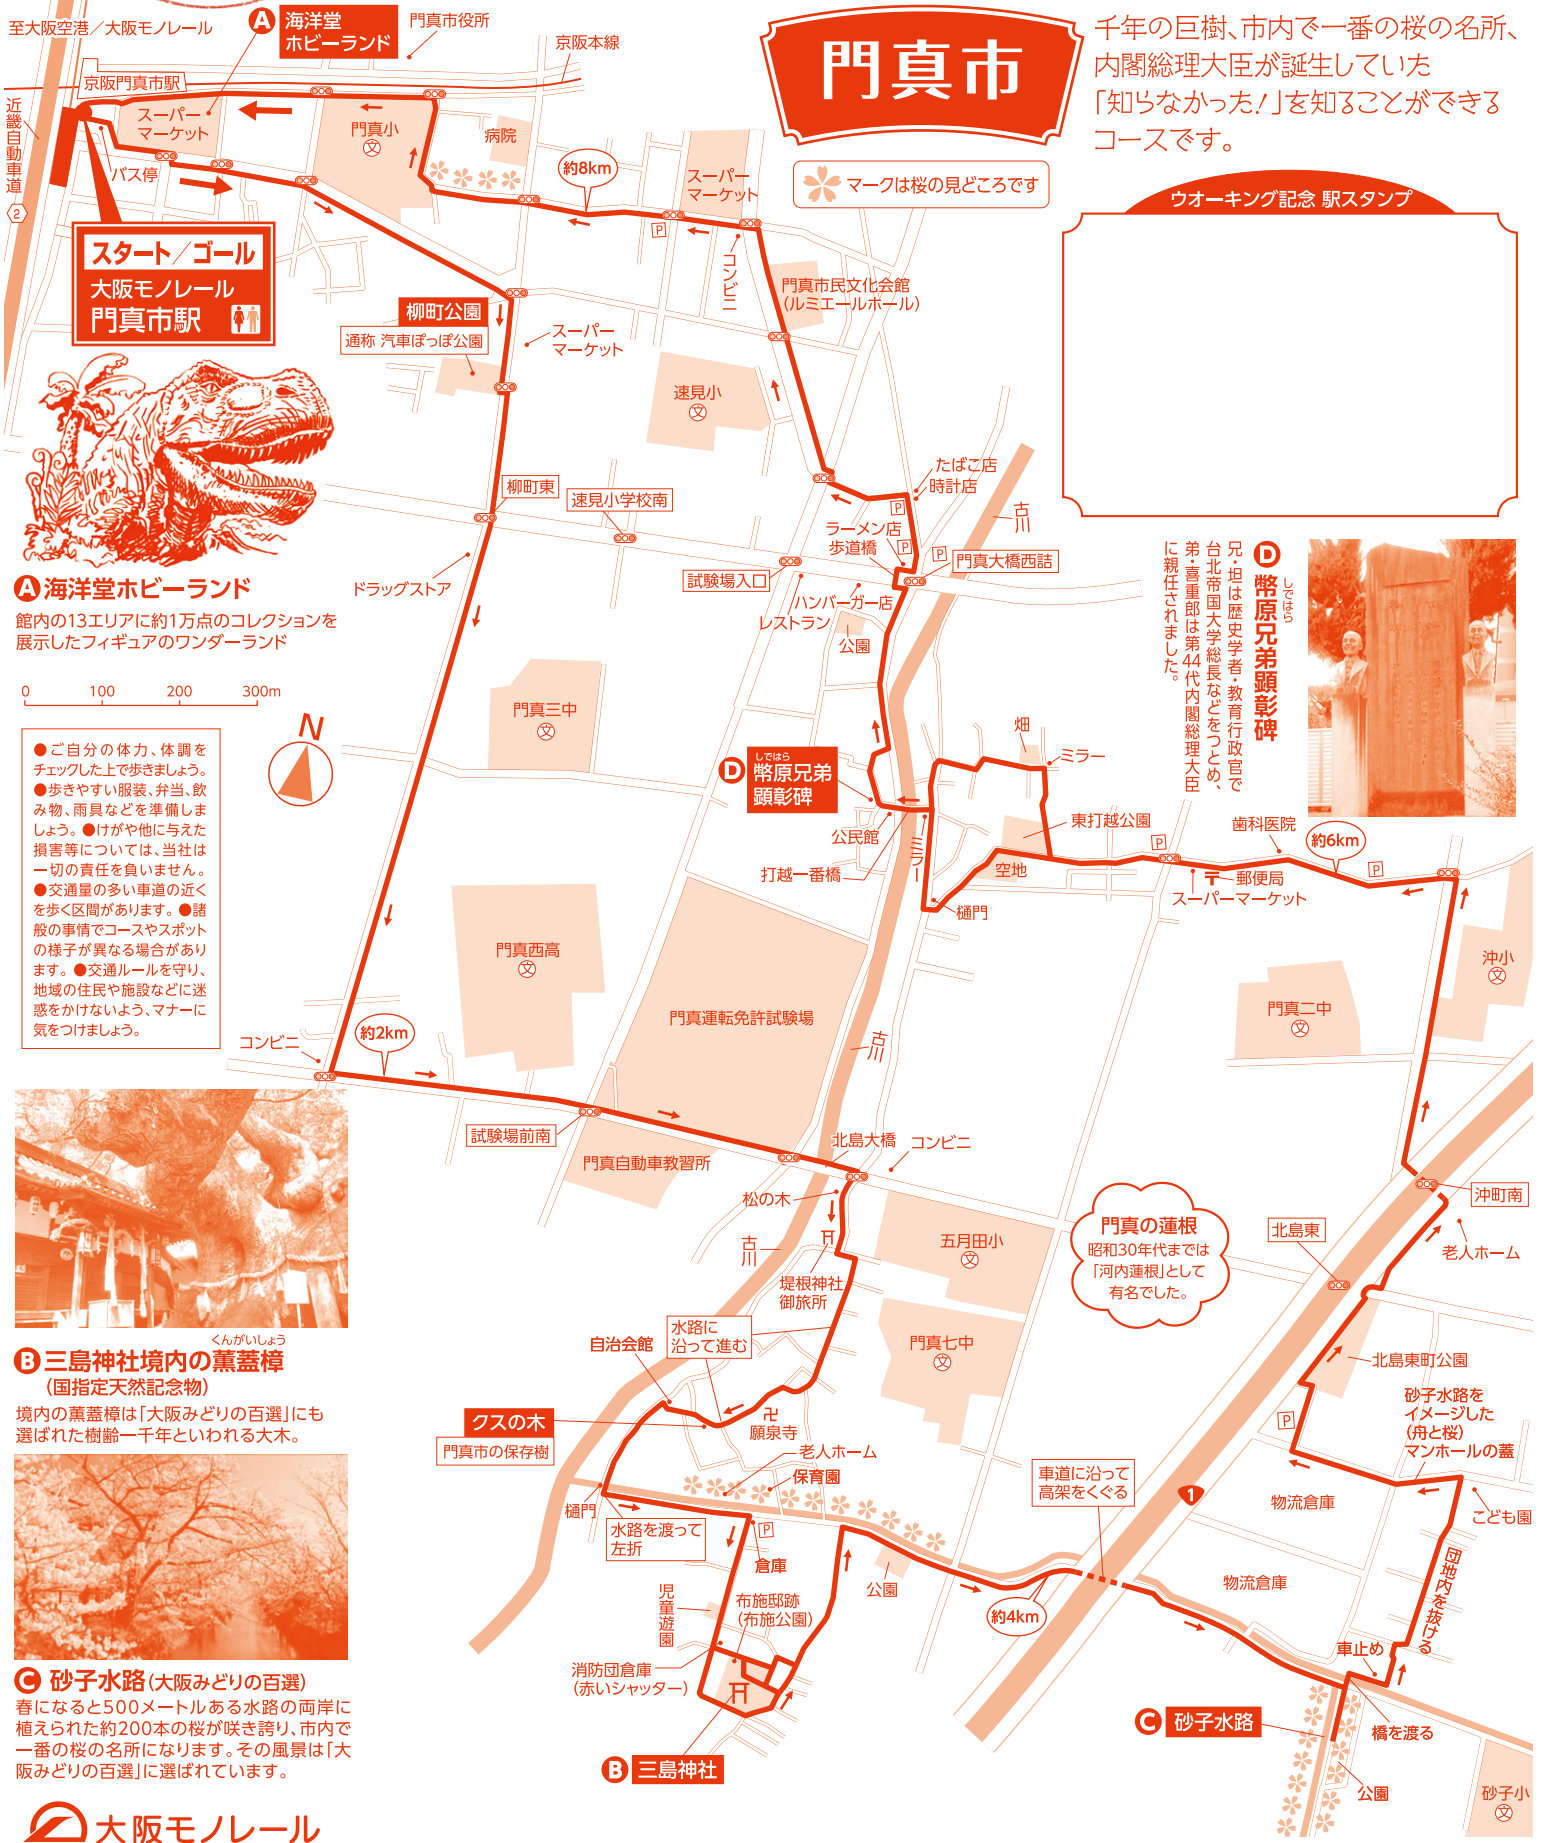 門真市
千年の巨樹、市内で一番の桜の名所、
内閣総理大臣が誕生していた
「知らなかった!」を知ることができる
コースです。
マークは桜の見どころです
ウオーキング記念 駅スタンプ
至大阪空港／大阪モノレール
A 海洋堂
ホビーランド
門真市役所
京阪本線
京阪門真市駅
近畿自動車道
2
スーパー
マーケット
バス停
門真小
文
病院
約8km
スーパー
マーケット
P
コンビニ
門真市民文化会館
(ルミエールホール)
スタート／ゴール
大阪モノレール
門真市駅
柳町公園
通称 汽車ぽっぽ公園
スーパー
マーケット
速見小
文
柳町東
速見小学校南
たばこ店
時計店
古川
P
ラーメン店
歩道橋
P
P
門真大橋西詰
試験場入口
ハンバーガー店
レストラン
公園
ドラッグストア
A 海洋堂ホビーランド
館内の13エリアに約1万点のコレクションを
展示したフィギュアのワンダーランド
0 100 200 300m
N
●ご自分の体力、体調を
チェックした上で歩きましょう。
●歩きやすい服装、弁当、飲
み物、雨具などを準備しま
しょう。●けがや他に与えた
損害等については、当社は
一切の責任を負いません。
●交通量の多い車道の近く
を歩く区間があります。●諸
般の事情でコースやスポット
の様子が異なる場合があり
ます。●交通ルールを守り、
地域の住民や施設などに迷
惑をかけないよう、マナーに
気をつけましょう。
D 幣原兄弟顕彰碑
しではら
兄・坦は歴史学者・教育行政官で
台北帝国大学総長などをつとめ、
弟・喜重郎は第44代内閣総理大臣
に親任されました。
門真三中
文
畑
ミラー
しではら
D 幣原兄弟
顕彰碑
公民館
打越一番橋
ミラー
東打越公園
空地
樋門
P
歯科医院
約6km
P
郵便局
スーパーマーケット
門真西高
文
門真運転免許試験場
古川
沖小
文
門真二中
文
コンビニ
約2km
試験場前南
門真自動車教習所
北島大橋
コンビニ
松の木
古川
堤根神社
御旅所
五月田小
文
門真の蓮根
昭和30年代までは
「河内蓮根」として
有名でした。
沖町南
北島東
老人ホーム
水路に
沿って進む
自治会館
門真七中
文
北島東町公園
砂子水路を
イメージした
(舟と桜)
マンホールの蓋
P
クスの木
門真市の保存樹
卍
願泉寺
老人ホーム
保育園
車道に沿って
高架をくぐる
1
物流倉庫
こども園
樋門
水路を渡って
左折
P
倉庫
公園
物流倉庫
団地内を抜ける
児童遊園
布施邸跡
(布施公園)
約4km
車止め
消防団倉庫
(赤いシャッター)
B 三島神社
C 砂子水路
橋を渡る
公園
砂子小
文
くんがいしょう
B 三島神社境内の薫蓋樟
(国指定天然記念物)
境内の薫蓋樟は「大阪みどりの百選」にも
選ばれた樹齢一千年といわれる大木。
C 砂子水路(大阪みどりの百選)
春になると500メートルある水路の両岸に
植えられた約200本の桜が咲き誇り、市内で
一番の桜の名所になります。その風景は「大
阪みどりの百選」に選ばれています。
大阪モノレール